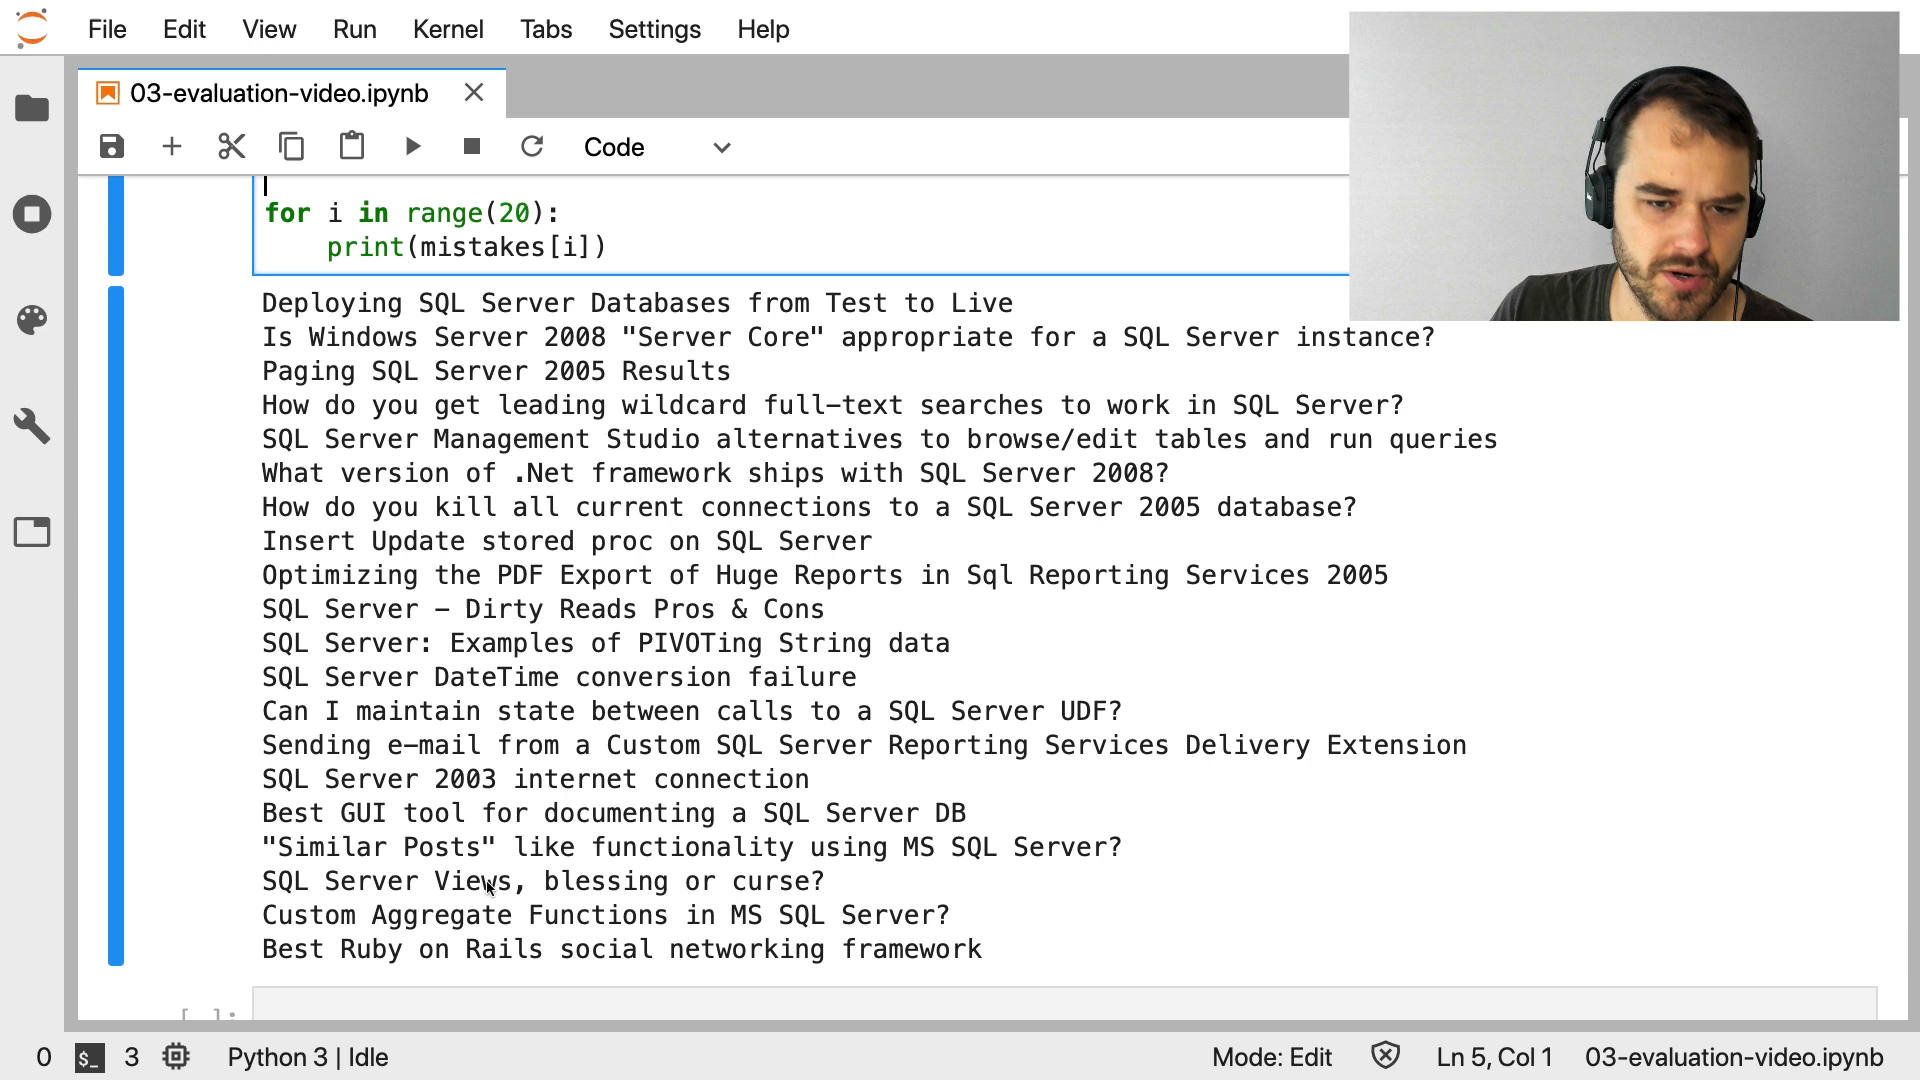 File Edit View Run Kernel Tabs Settings Help
03-evaluation-video.ipynb
Code
for i in range(20):
print(mistakes[i])
Deploying SQL Server Databases from Test to Live
Is Windows Server 2008 "Server Core" appropriate for a SQL Server instance?
Paging SQL Server 2005 Results
How do you get leading wildcard full-text searches to work in SQL Server?
SQL Server Management Studio alternatives to browse/edit tables and run queries
What version of .Net framework ships with SQL Server 2008?
How do you kill all current connections to a SQL Server 2005 database?
Insert Update stored proc on SQL Server
Optimizing the PDF Export of Huge Reports in Sql Reporting Services 2005
SQL Server - Dirty Reads Pros & Cons
SQL Server: Examples of PIVOTing String data
SQL Server DateTime conversion failure
Can I maintain state between calls to a SQL Server UDF?
Sending e-mail from a Custom SQL Server Reporting Services Delivery Extension
SQL Server 2003 internet connection
Best GUI tool for documenting a SQL Server DB
"Similar Posts" like functionality using MS SQL Server?
SQL Server Views, blessing or curse?
Custom Aggregate Functions in MS SQL Server?
Best Ruby on Rails social networking framework
[ ]:
0 $_ 3 Python 3 | Idle Mode: Edit Ln 5, Col 1 03-evaluation-video.ipynb